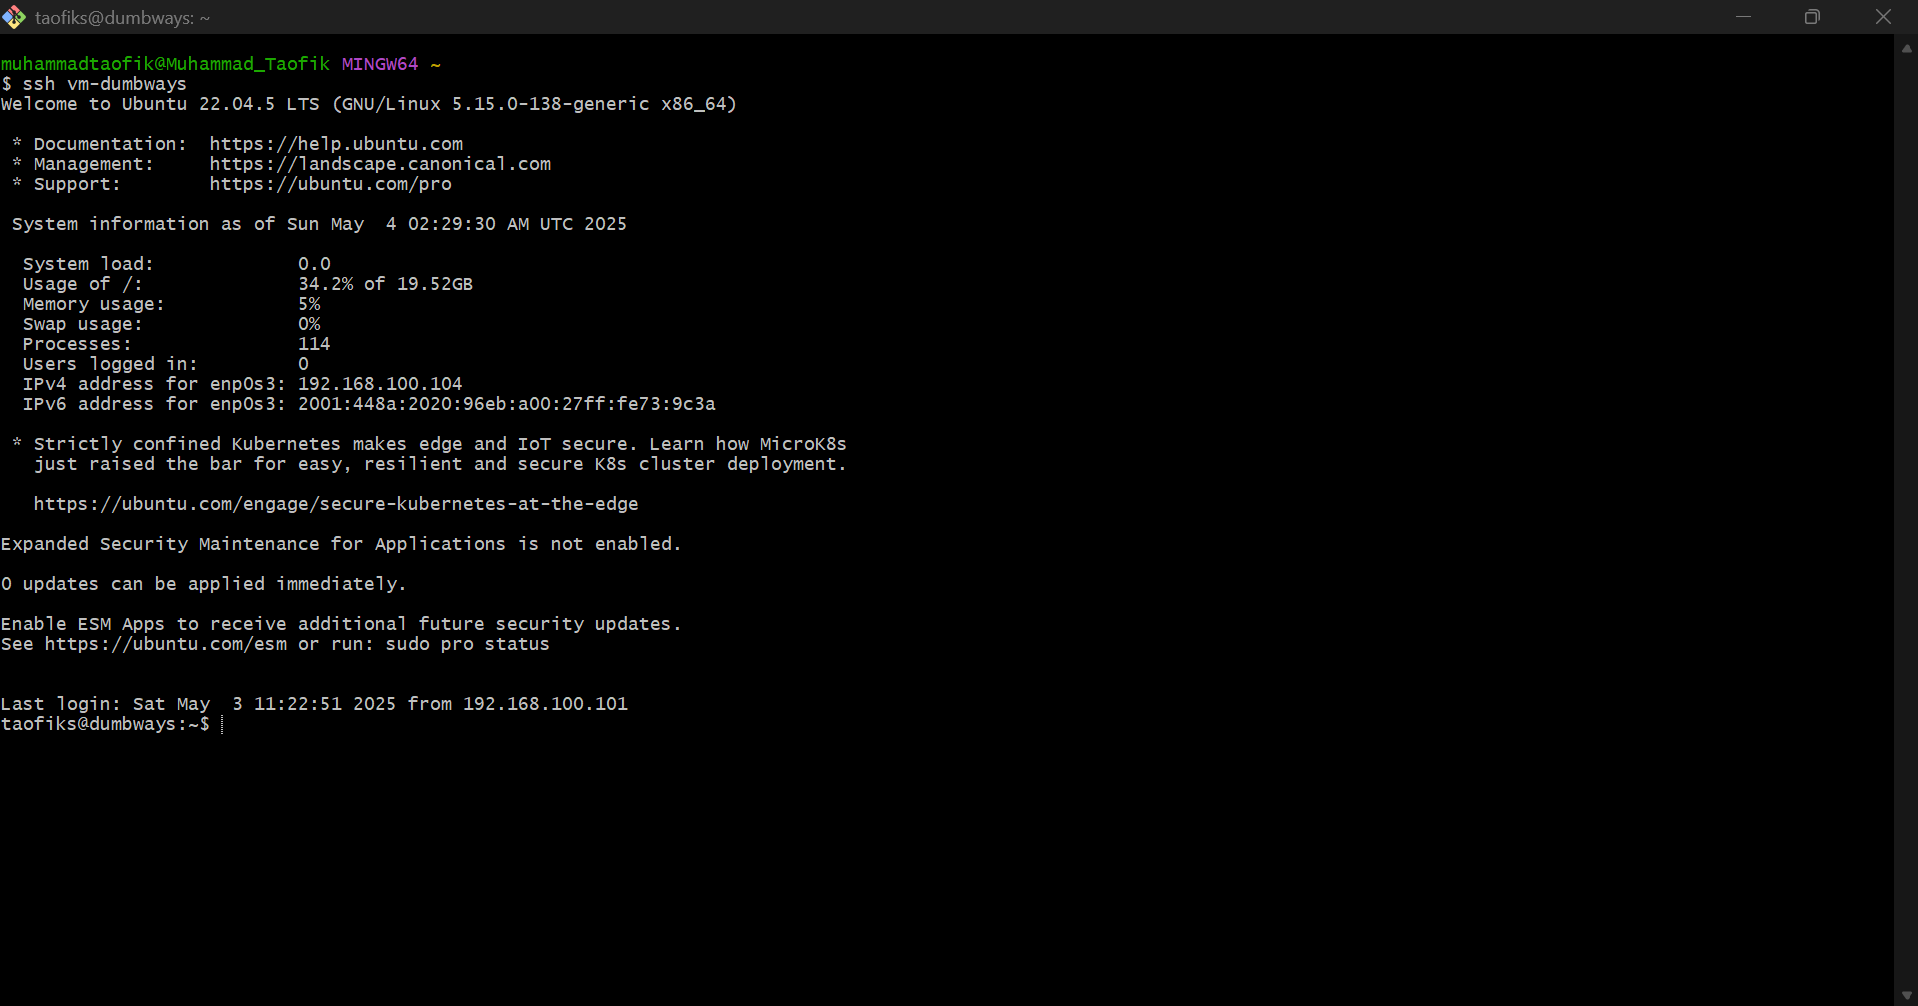 taofiks@dumbways: ~
muhammadtaofik@Muhammad_Taofik MINGW64 ~
$ ssh vm-dumbways
Welcome to Ubuntu 22.04.5 LTS (GNU/Linux 5.15.0-138-generic x86_64)
* Documentation:  https://help.ubuntu.com
* Management:     https://landscape.canonical.com
* Support:        https://ubuntu.com/pro
System information as of Sun May  4 02:29:30 AM UTC 2025
System load:             0.0
Usage of /:              34.2% of 19.52GB
Memory usage:            5%
Swap usage:              0%
Processes:               114
Users logged in:         0
IPv4 address for enp0s3: 192.168.100.104
IPv6 address for enp0s3: 2001:448a:2020:96eb:a00:27ff:fe73:9c3a
* Strictly confined Kubernetes makes edge and IoT secure. Learn how MicroK8s
just raised the bar for easy, resilient and secure K8s cluster deployment.
https://ubuntu.com/engage/secure-kubernetes-at-the-edge
Expanded Security Maintenance for Applications is not enabled.
0 updates can be applied immediately.
Enable ESM Apps to receive additional future security updates.
See https://ubuntu.com/esm or run: sudo pro status
Last login: Sat May  3 11:22:51 2025 from 192.168.100.101
taofiks@dumbways:~$